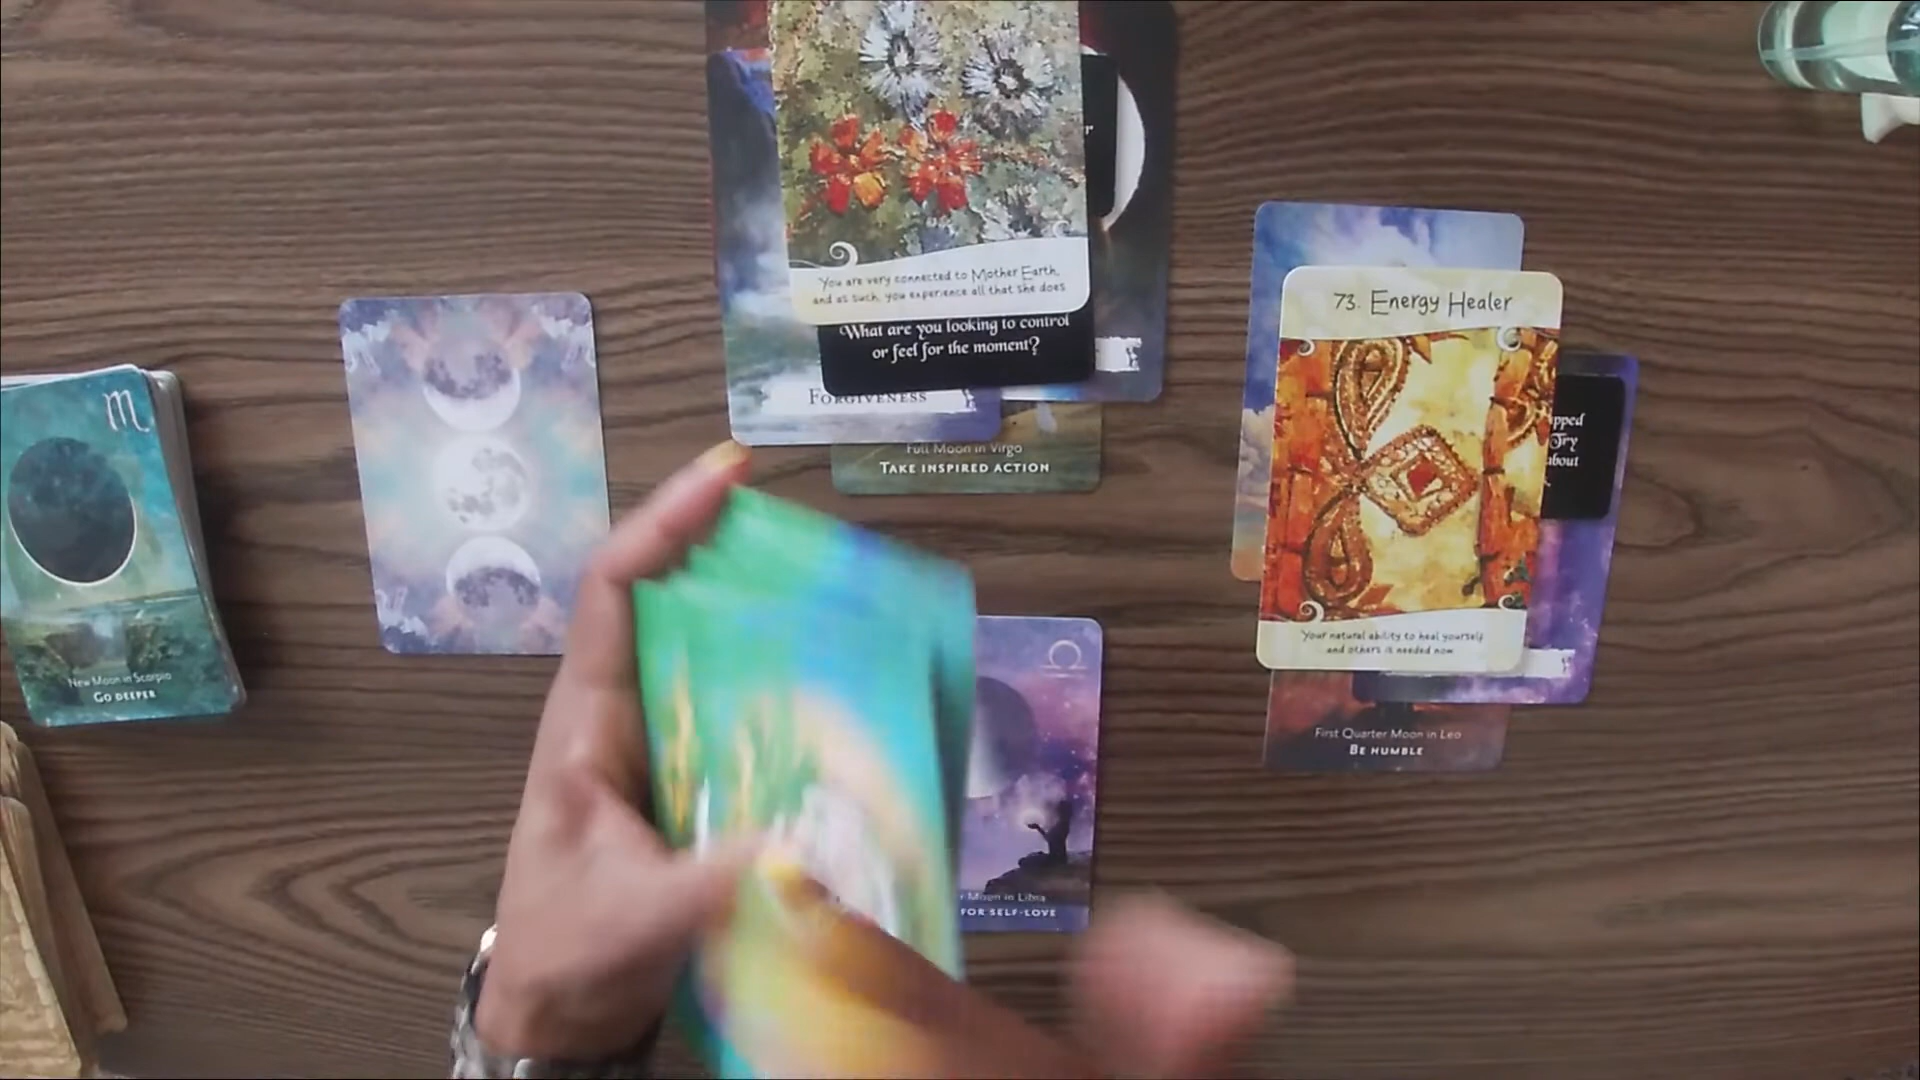 You are very connected to Mother Earth,
and as such, you experience all that she does
What are you looking to control
or feel for the moment?
FORGIVENESS
Full Moon in Virgo
TAKE INSPIRED ACTION
73. Energy Healer
Your natural ability to heal yourself
and others is needed now
pped
Try
about
First Quarter Moon in Leo
BE HUMBLE
New Moon in Scorpio
GO DEEPER
Moon in Libra
FOR SELF-LOVE